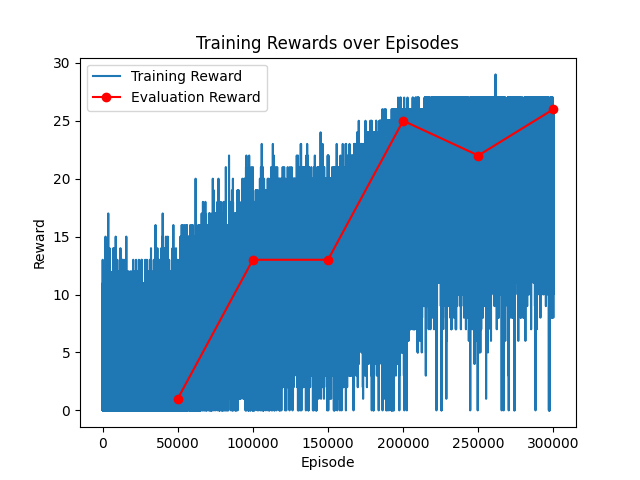 Training Rewards over Episodes
Training Reward
Evaluation Reward
30
25
20
15
10
5
0
Reward
0 50000 100000 150000 200000 250000 300000
Episode